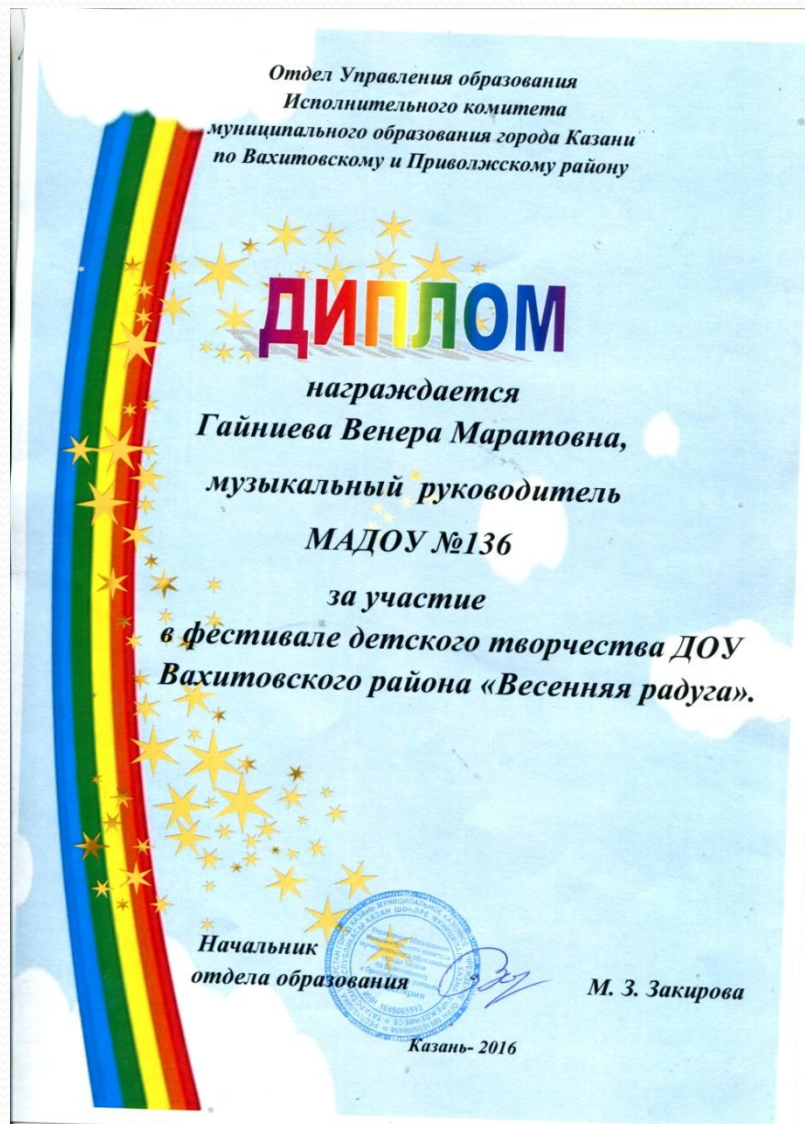 Отдел Управления образования
Исполнительного комитета
муниципального образования города Казани
по Вахитовскому и Приволжскому району
ДИПЛОМ
награждается
Гайниева Венера Маратовна,
музыкальный руководитель
МАДОУ №136
за участие
в фестивале детского творчества ДОУ
Вахитовского района «Весенняя радуга».
Начальник
отдела образования
М. З. Закирова
Казань- 2016